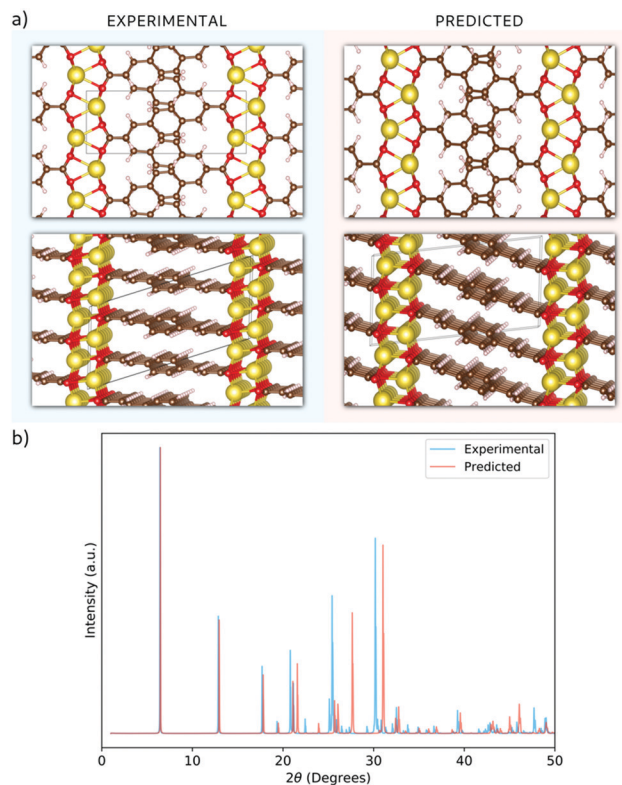 a)
EXPERIMENTAL
PREDICTED
b)
Experimental
Predicted
Intensity (a.u.)
0 10 20 30 40 50
2θ (Degrees)